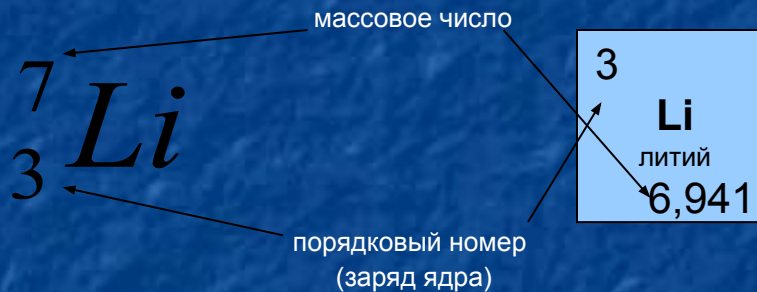 массовое число
7
3 Li
3
Li
литий
6,941
порядковый номер
(заряд ядра)